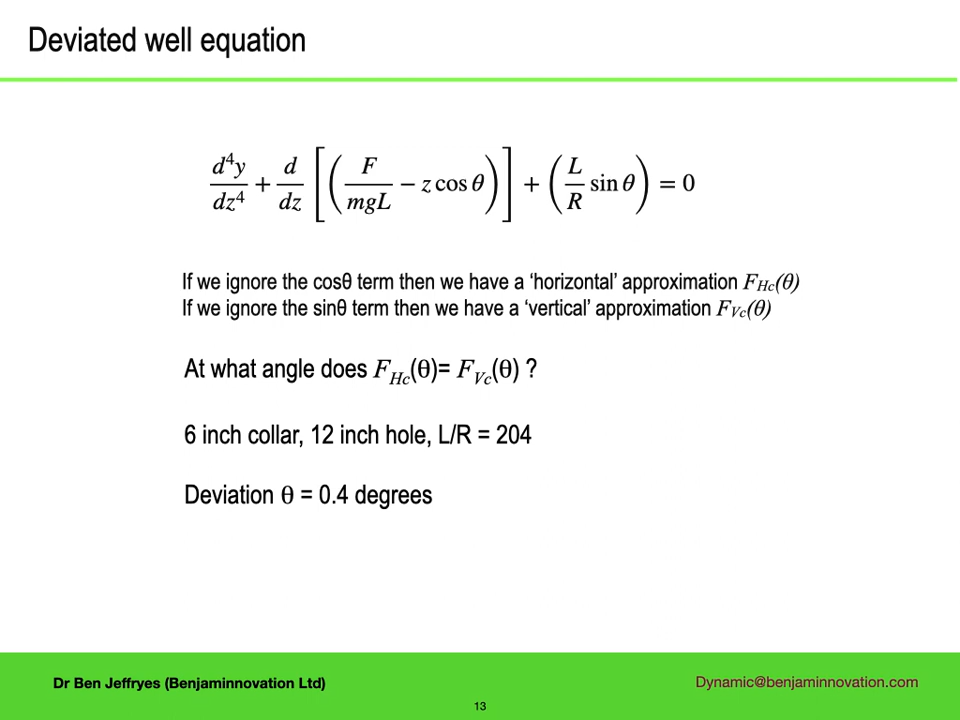 Deviated well equation
d⁴y/dz⁴ + d/dz [(F/mgL − z cos θ)] + (L/R sin θ) = 0
If we ignore the cosθ term then we have a ‘horizontal’ approximation F_Hc(θ)
If we ignore the sinθ term then we have a ‘vertical’ approximation F_Vc(θ)
At what angle does F_Hc(θ)= F_Vc(θ) ?
6 inch collar, 12 inch hole, L/R = 204
Deviation θ = 0.4 degrees
Dr Ben Jeffryes (Benjaminnovation Ltd)
Dynamic@benjaminnovation.com
13